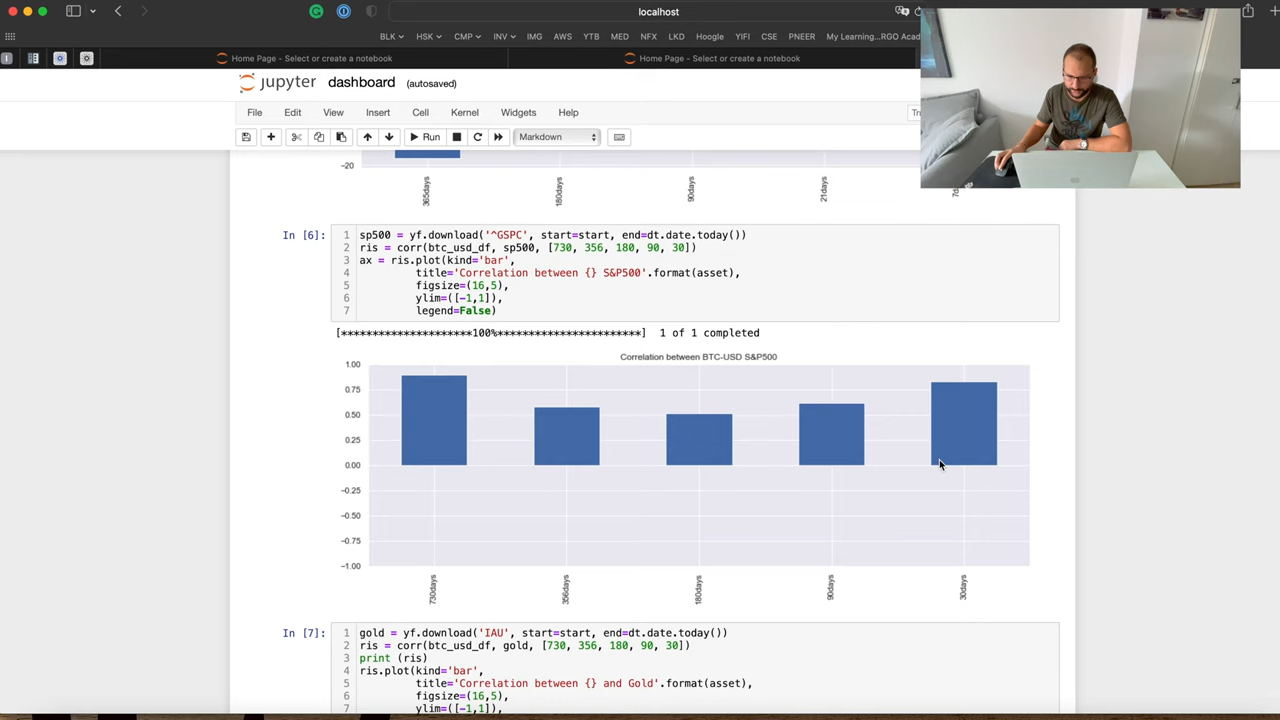 localhost
BLK HSK CMP INV IMG AWS YTB MED NFX LKD Hoogle YIFI CSE PNEER My Learning...RGO Acad
Home Page - Select or create a notebook
Home Page - Select or create a notebook
jupyter dashboard (autosaved)
File Edit View Insert Cell Kernel Widgets Help
Run Markdown
−20
365days 180days 90days 21days
In [6]:
1 sp500 = yf.download('^GSPC', start=start, end=dt.date.today())
2 ris = corr(btc_usd_df, sp500, [730, 356, 180, 90, 30])
3 ax = ris.plot(kind='bar',
4 title='Correlation between {} S&P500'.format(asset),
5 figsize=(16,5),
6 ylim=([-1,1]),
7 legend=False)
[**********************100%***********************] 1 of 1 completed
Correlation between BTC-USD S&P500
1.00
0.75
0.50
0.25
0.00
−0.25
−0.50
−0.75
−1.00
730days 356days 180days 90days 30days
In [7]:
1 gold = yf.download('IAU', start=start, end=dt.date.today())
2 ris = corr(btc_usd_df, gold, [730, 356, 180, 90, 30])
3 print (ris)
4 ris.plot(kind='bar',
5 title='Correlation between {} and Gold'.format(asset),
6 figsize=(16,5),
7 ylim=([-1,1]),